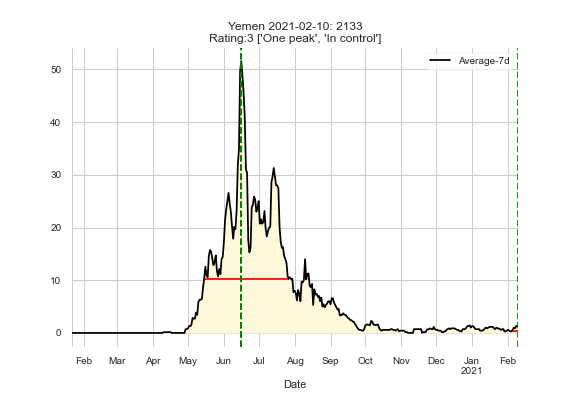 Yemen 2021-02-10: 2133
Rating:3 ['One peak', 'In control']
Average-7d
50
40
30
20
10
0
Feb Mar Apr May Jun Jul Aug Sep Oct Nov Dec Jan Feb
2021
Date